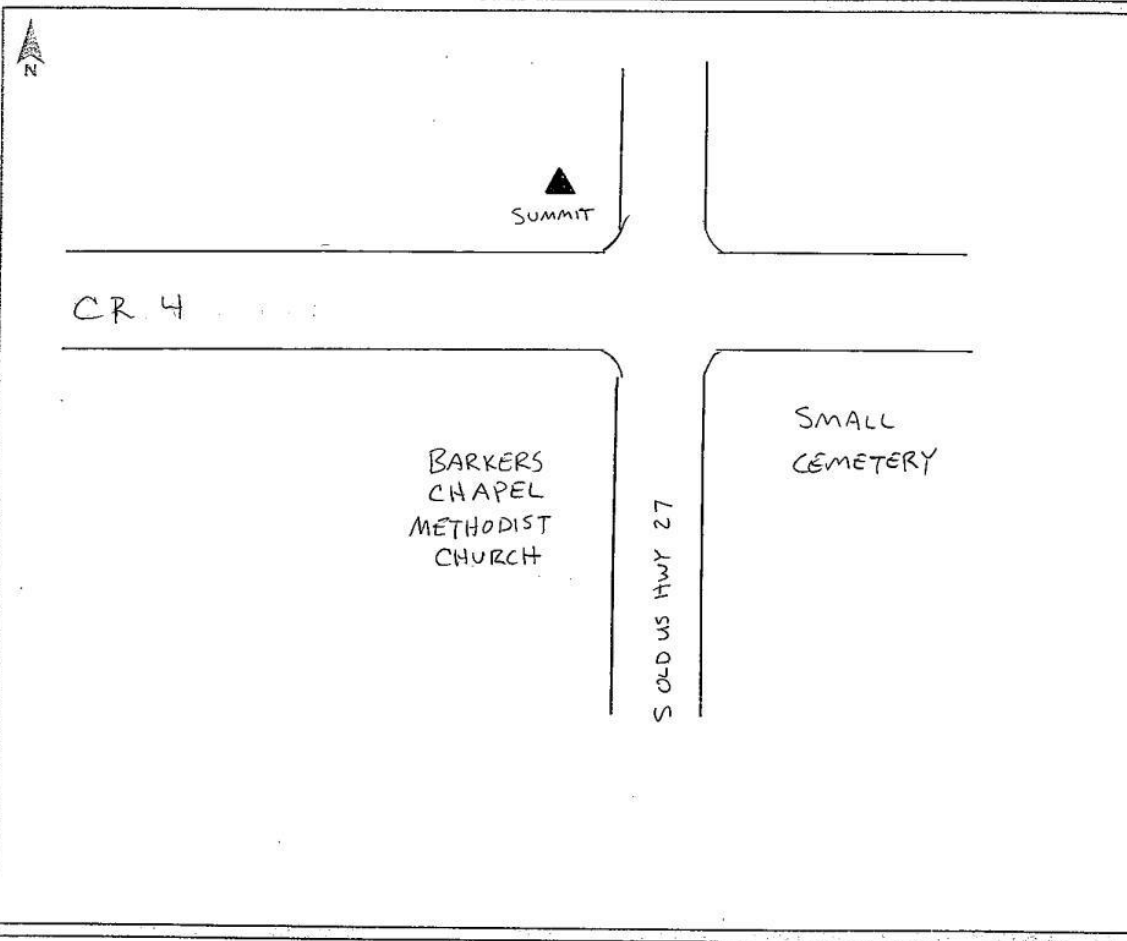 N
SUMMIT
CR 4
BARKERS
CHAPEL
METHODIST
CHURCH
SMALL
CEMETERY
S OLD US HWY 27